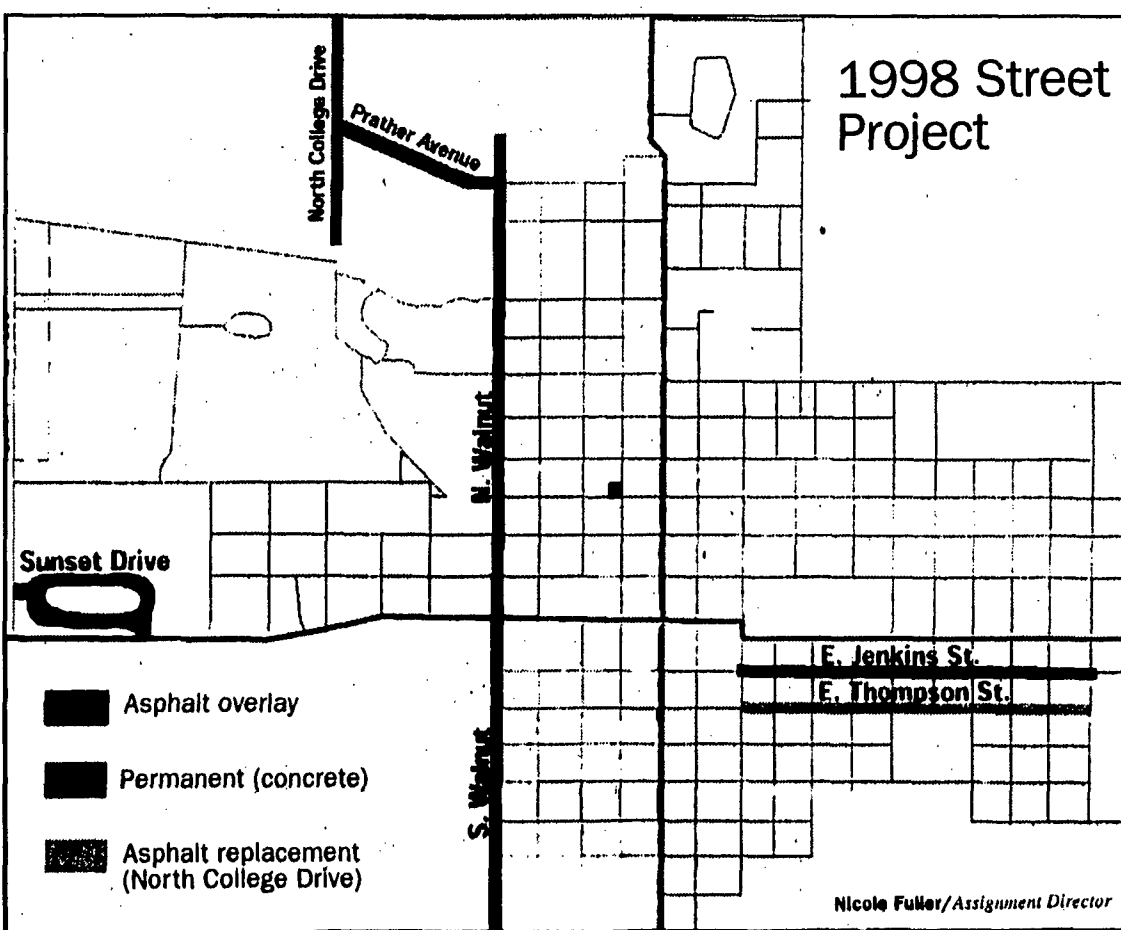 1998 Street
Project
North College Drive
Prather Avenue
N. Walnut
Sunset Drive
E. Jenkins St.
E. Thompson St.
S. Walnut
Asphalt overlay
Permanent (concrete)
Asphalt replacement
(North College Drive)
Nicole Fuller/Assignment Director